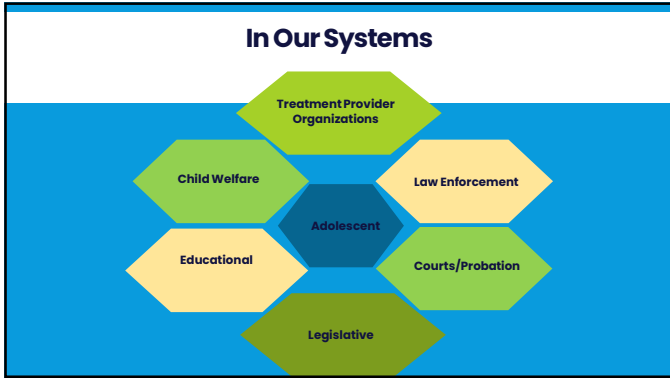 In Our Systems
Treatment Provider
Organizations
Child Welfare
Law Enforcement
Adolescent
Educational
Courts/Probation
Legislative